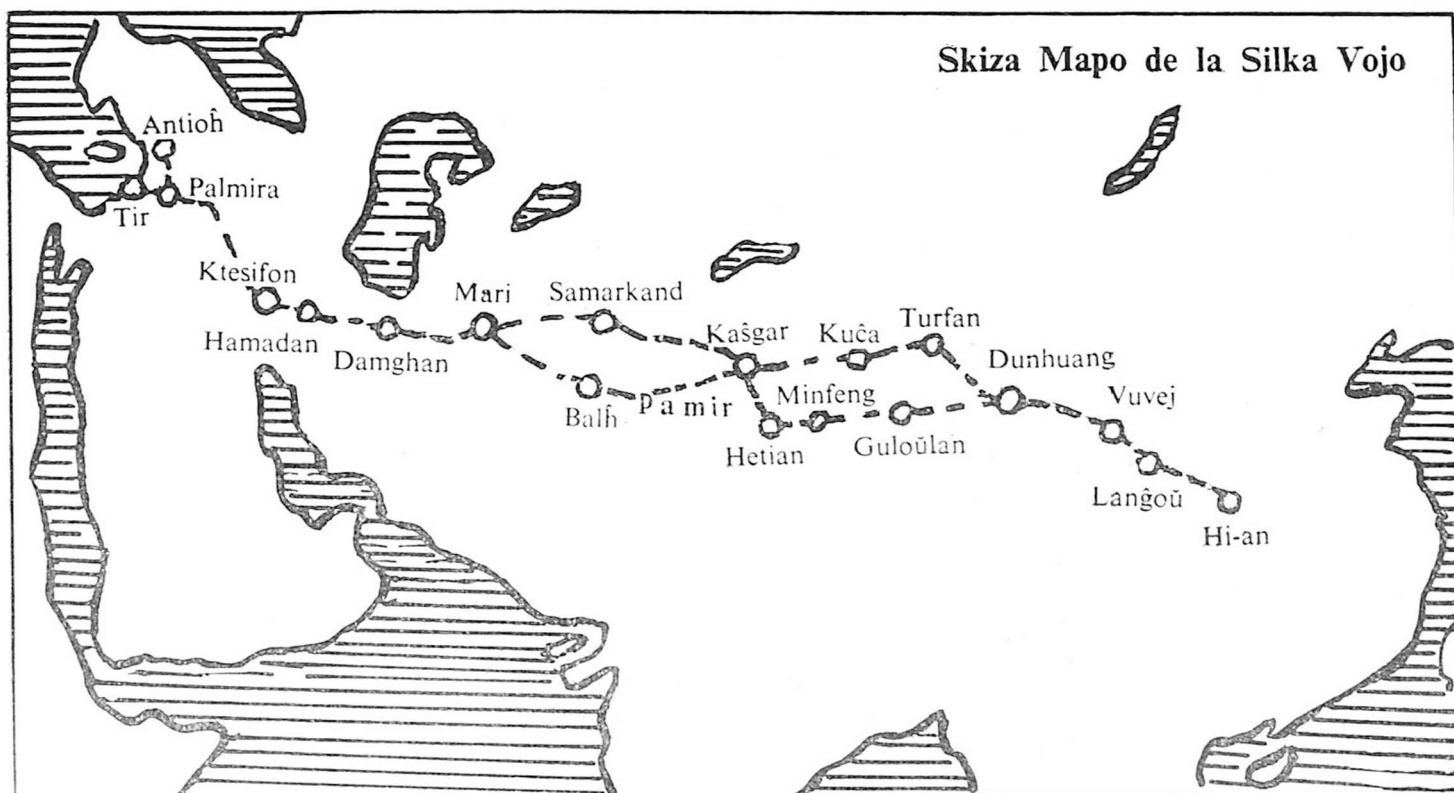 Skiza Mapo de la Silka Vojo
Antioĥ
Palmira
Tir
Ktesifon
Hamadan
Damghan
Mari
Samarkand
Balĥ
Pamir
Kaŝgar
Kuĉa
Turfan
Minfeng
Hetian
Guloŭlan
Dunhuang
Vuvej
Lanĝoŭ
Hi-an